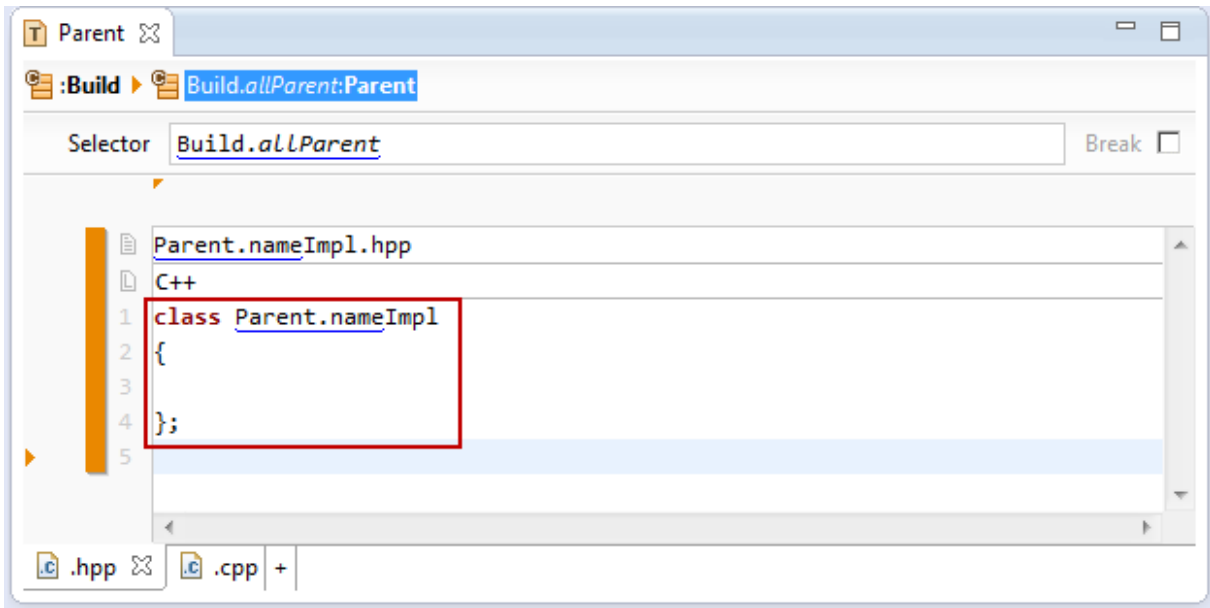 Parent
:Build Build.allParent:Parent
Selector Build.allParent Break
Parent.nameImpl.hpp
C++
1 class Parent.nameImpl
2 {
3
4 };
5
.hpp .cpp +